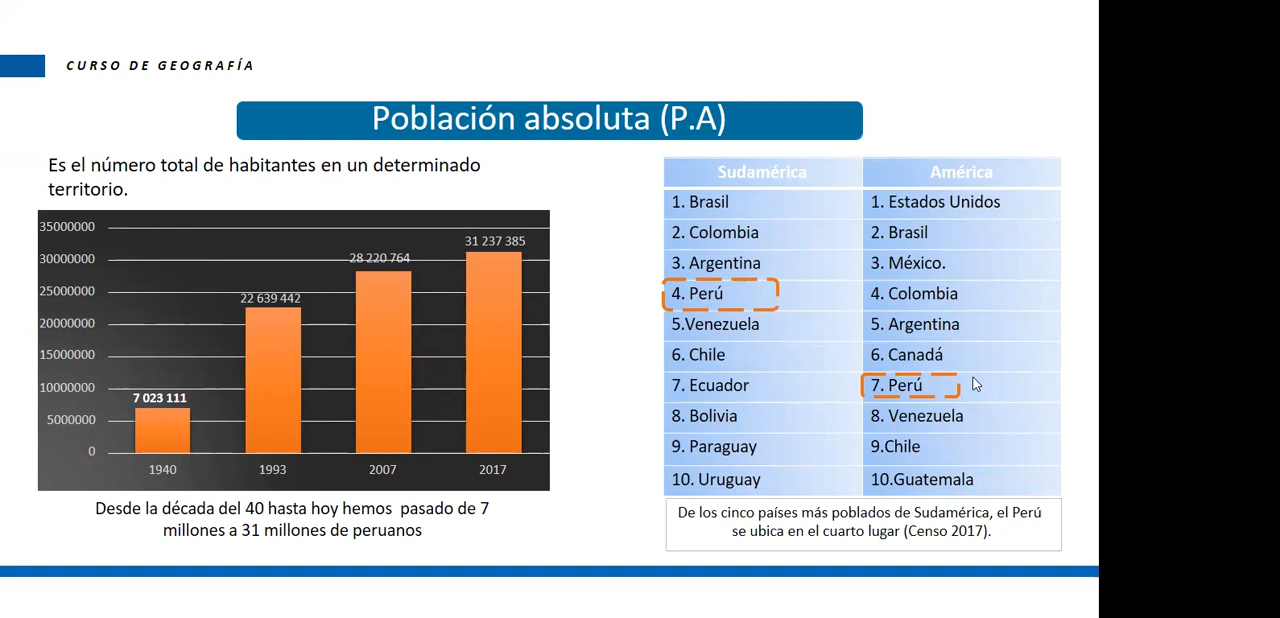 CURSO DE GEOGRAFÍA
Población absoluta (P.A)
Es el número total de habitantes en un determinado
territorio.
35000000
30000000
25000000
20000000
15000000
10000000
5000000
0
7 023 111
22 639 442
28 220 764
31 237 385
1940
1993
2007
2017
Desde la década del 40 hasta hoy hemos pasado de 7
millones a 31 millones de peruanos
Sudamérica América
1. Brasil 1. Estados Unidos
2. Colombia 2. Brasil
3. Argentina 3. México.
4. Perú 4. Colombia
5.Venezuela 5. Argentina
6. Chile 6. Canadá
7. Ecuador 7. Perú
8. Bolivia 8. Venezuela
9. Paraguay 9.Chile
10. Uruguay 10.Guatemala
De los cinco países más poblados de Sudamérica, el Perú
se ubica en el cuarto lugar (Censo 2017).